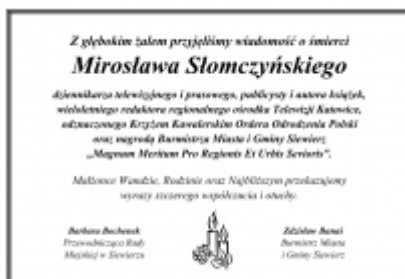 Z głębokim żalem przyjęliśmy wiadomość o śmierci
Mirosława Słomczyńskiego
dziennikarza telewizyjnego i prasowego, publicysty i autora książek,
wieloletniego redaktora regionalnego ośrodka Telewizji Katowice,
odznaczonego Krzyżem Kawalerskim Orderu Odrodzenia Polski
oraz nagrodą Burmistrza Miasta i Gminy Siewierz
„Magnum Meritum Pro Regionis Et Urbis Severis”.
Małżonce Wandzie, Rodzinie oraz Najbliższym przekazujemy
wyrazy szczerego współczucia i otuchy.
Barbara Bochenek
Przewodnicząca Rady
Miejskiej w Siewierzu
Zdzisław Banaś
Burmistrz Miasta
i Gminy Siewierz